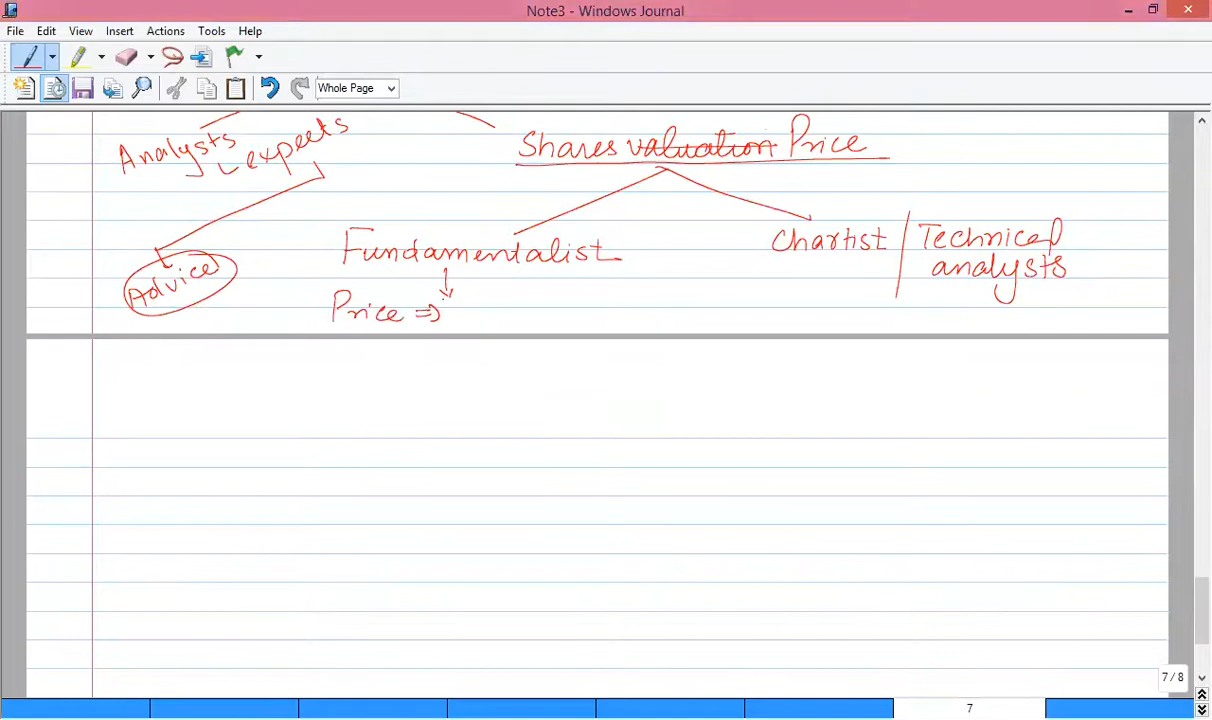 Note3 - Windows Journal
File Edit View Insert Actions Tools Help
Whole Page
Analysts expects
Shares valuation Price
Fundamentalist
Chartist / Technical
analysts
Advice
Price ⇒
7 / 8
7